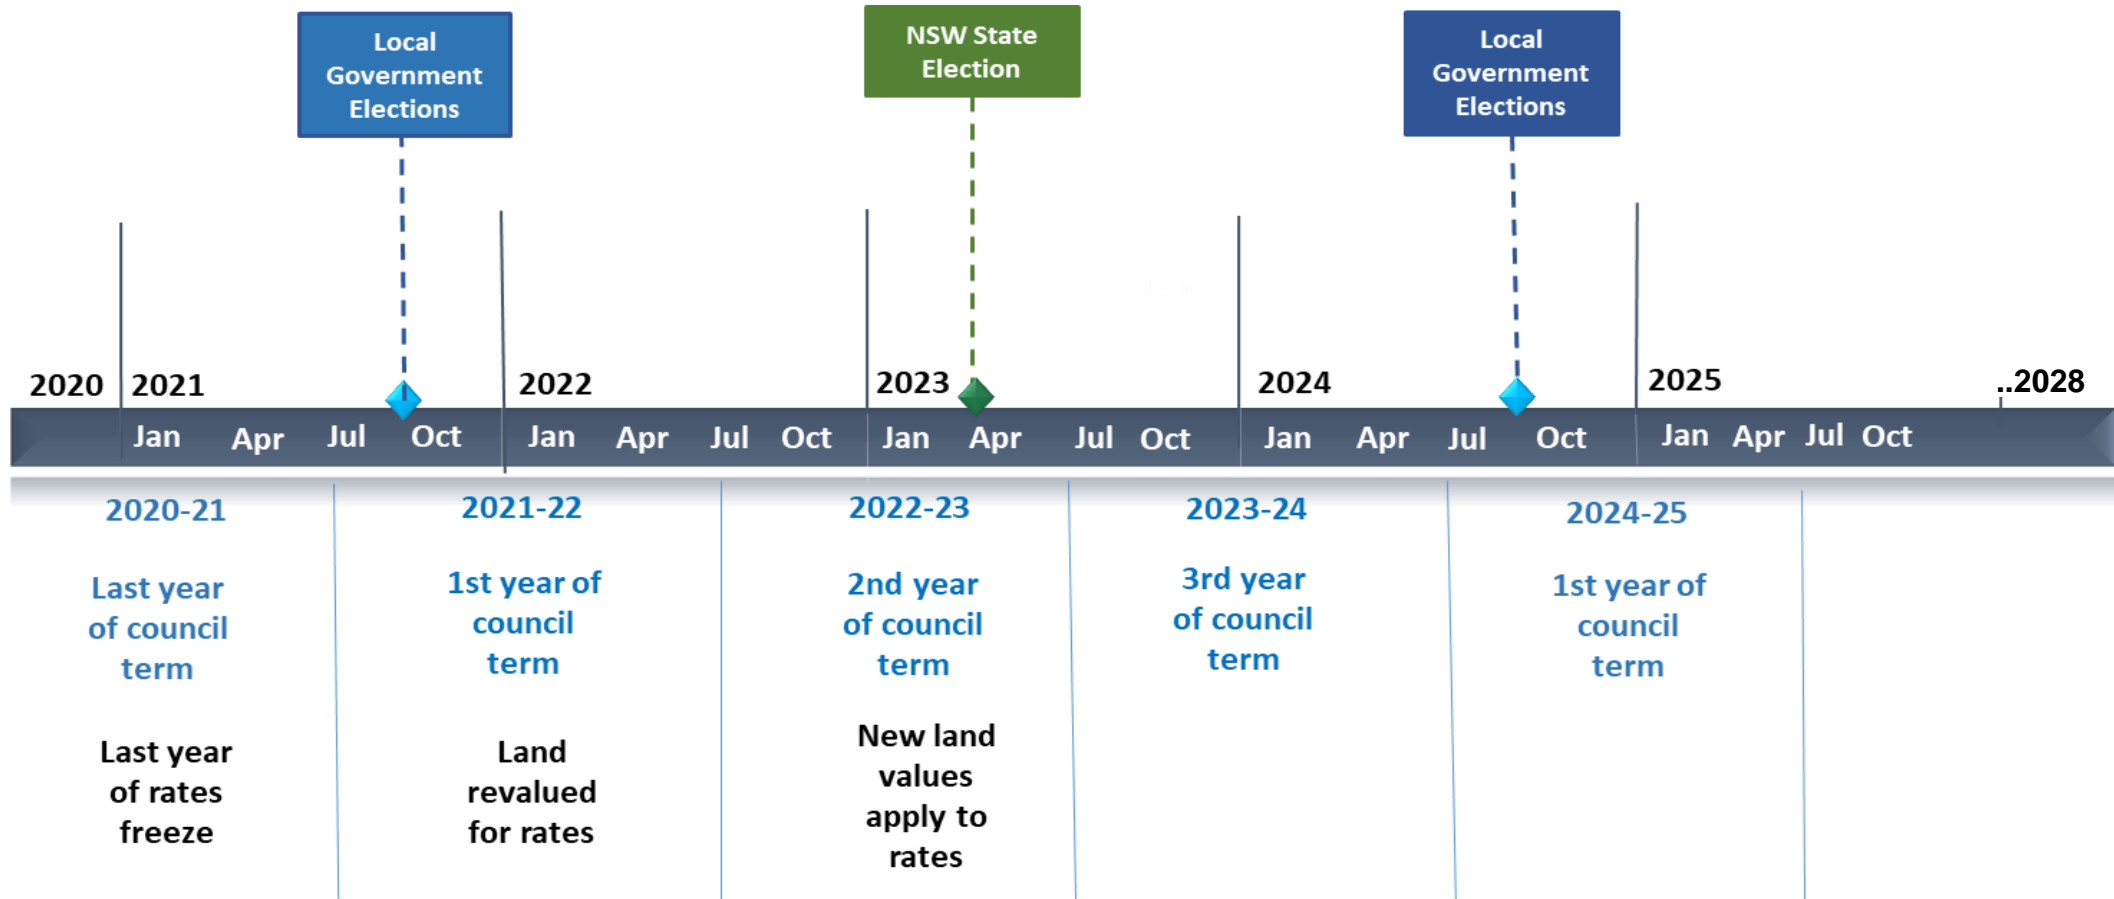 Local
Government
Elections
NSW State
Election
Local
Government
Elections
2020 2021 2022 2023 2024 2025 ..2028
Jan Apr Jul Oct Jan Apr Jul Oct Jan Apr Jul Oct Jan Apr Jul Oct Jan Apr Jul Oct
2020-21
Last year
of council
term
Last year
of rates
freeze
2021-22
1st year of
council
term
Land
revalued
for rates
2022-23
2nd year
of council
term
New land
values
apply to
rates
2023-24
3rd year
of council
term
2024-25
1st year of
council
term